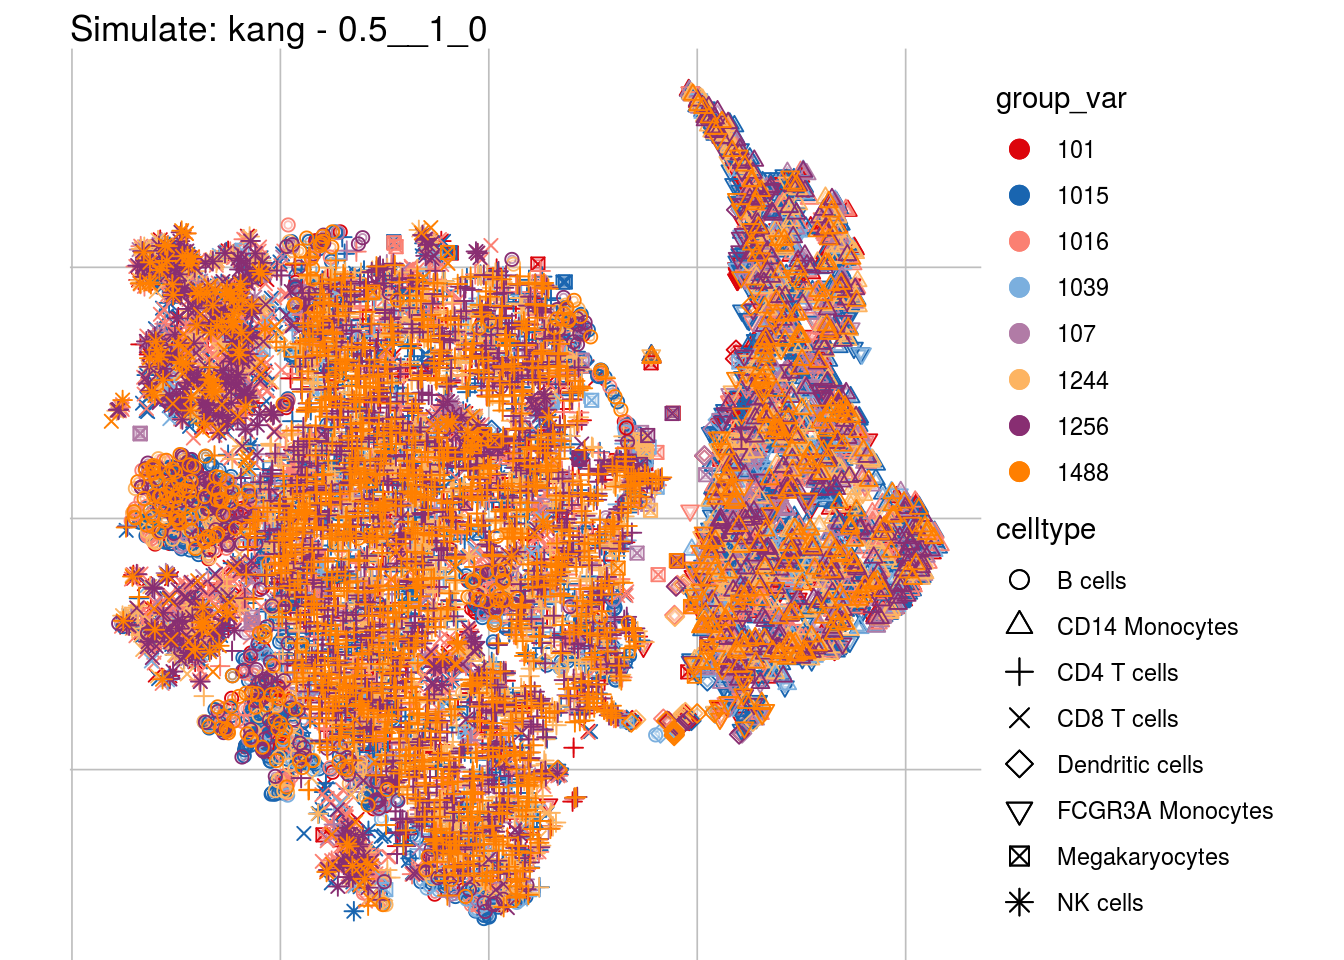 Simulate: kang - 0.5__1_0
group_var
101
1015
1016
1039
107
1244
1256
1488
celltype
B cells
CD14 Monocytes
CD4 T cells
CD8 T cells
Dendritic cells
FCGR3A Monocytes
Megakaryocytes
NK cells